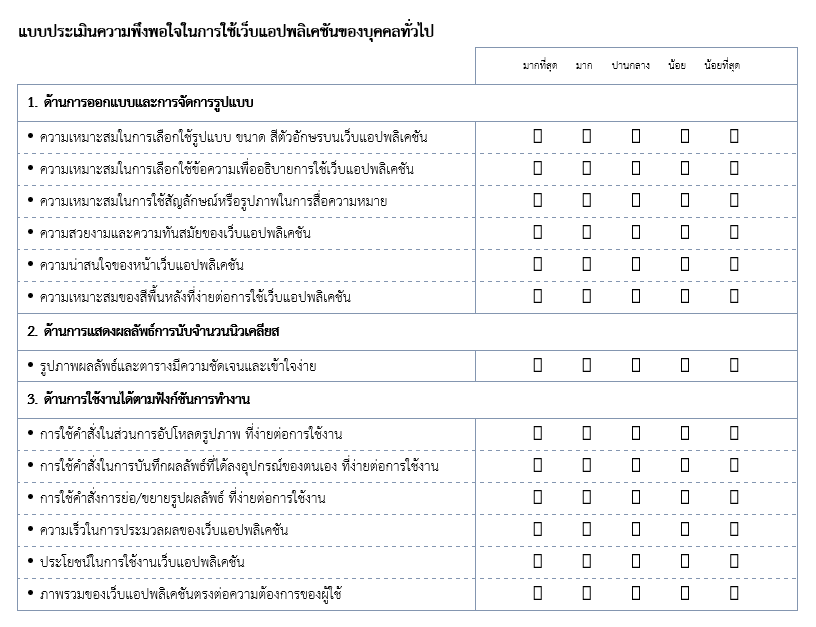 แบบประเมินความพึงพอใจในการใช้เว็บแอปพลิเคชันของบุคคลทั่วไป
มากที่สุด มาก ปานกลาง น้อย น้อยที่สุด
1. ด้านการออกแบบและการจัดการรูปแบบ
• ความเหมาะสมในการเลือกใช้รูปแบบ ขนาด สีตัวอักษรบนเว็บแอปพลิเคชัน
• ความเหมาะสมในการเลือกใช้ข้อความเพื่ออธิบายการใช้เว็บแอปพลิเคชัน
• ความเหมาะสมในการใช้สัญลักษณ์หรือรูปภาพในการสื่อความหมาย
• ความสวยงามและความทันสมัยของเว็บแอปพลิเคชัน
• ความน่าสนใจของหน้าเว็บแอปพลิเคชัน
• ความเหมาะสมของสีพื้นหลังที่ง่ายต่อการใช้เว็บแอปพลิเคชัน
2. ด้านการแสดงผลลัพธ์การนับจำนวนนิวเคลียส
• รูปภาพผลลัพธ์และตารางมีความชัดเจนและเข้าใจง่าย
3. ด้านการใช้งานได้ตามฟังก์ชันการทำงาน
• การใช้คำสั่งในส่วนการอัปโหลดรูปภาพ ที่ง่ายต่อการใช้งาน
• การใช้คำสั่งในการบันทึกผลลัพธ์ที่ได้ลงอุปกรณ์ของตนเอง ที่ง่ายต่อการใช้งาน
• การใช้คำสั่งการย่อ/ขยายรูปผลลัพธ์ ที่ง่ายต่อการใช้งาน
• ความเร็วในการประมวลผลของเว็บแอปพลิเคชัน
• ประโยชน์ในการใช้งานเว็บแอปพลิเคชัน
• ภาพรวมของเว็บแอปพลิเคชันตรงต่อความต้องการของผู้ใช้